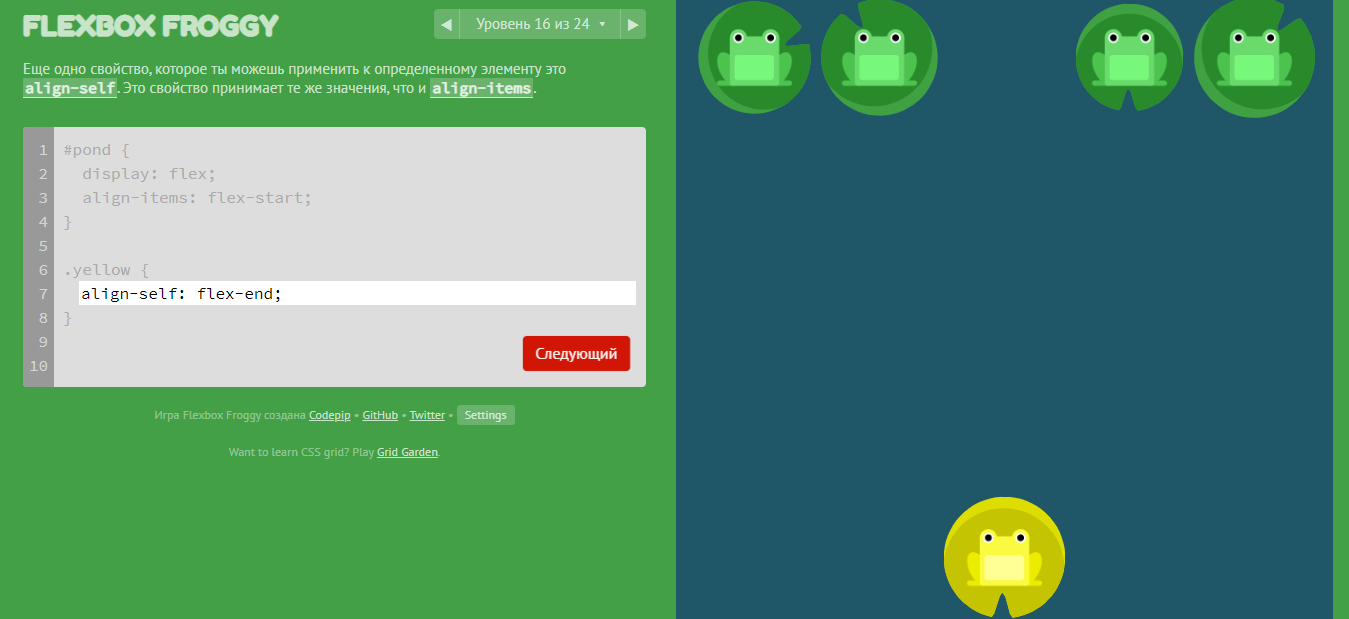 FLEXBOX FROGGY
◀ Уровень 16 из 24 ▾ ▶
Еще одно свойство, которое ты можешь применить к определенному элементу это
align-self. Это свойство принимает те же значения, что и align-items.
1 #pond {
2   display: flex;
3   align-items: flex-start;
4 }
5
6 .yellow {
7   align-self: flex-end;
8 }
9
10
Следующий
Игра Flexbox Froggy создана Codepip • GitHub • Twitter • Settings
Want to learn CSS grid? Play Grid Garden.